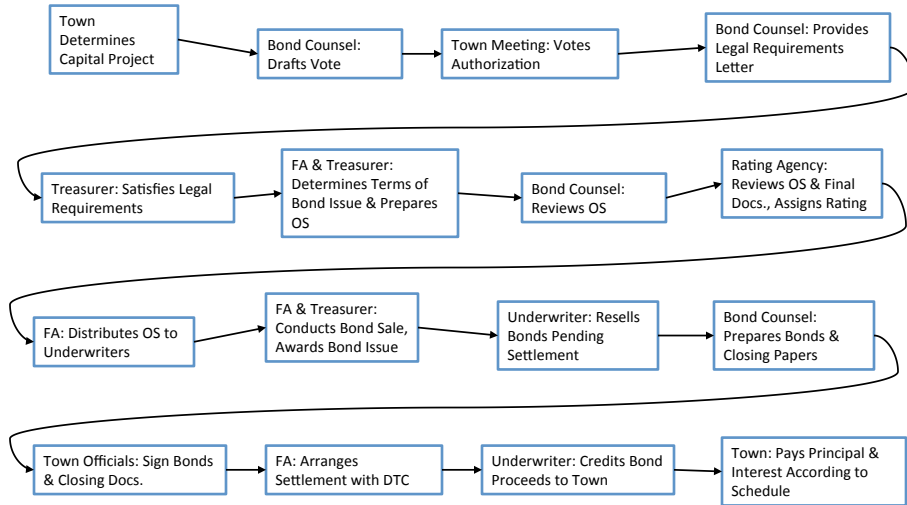 Town
Determines
Capital Project
Bond Counsel:
Drafts Vote
Town Meeting: Votes
Authorization
Bond Counsel: Provides
Legal Requirements
Letter
Treasurer: Satisfies Legal
Requirements
FA & Treasurer:
Determines Terms of
Bond Issue & Prepares
OS
Bond Counsel:
Reviews OS
Rating Agency:
Reviews OS & Final
Docs., Assigns Rating
FA: Distributes OS to
Underwriters
FA & Treasurer:
Conducts Bond Sale,
Awards Bond Issue
Underwriter: Resells
Bonds Pending
Settlement
Bond Counsel:
Prepares Bonds &
Closing Papers
Town Officials: Sign Bonds
& Closing Docs.
FA: Arranges
Settlement with DTC
Underwriter: Credits Bond
Proceeds to Town
Town: Pays Principal &
Interest According to
Schedule